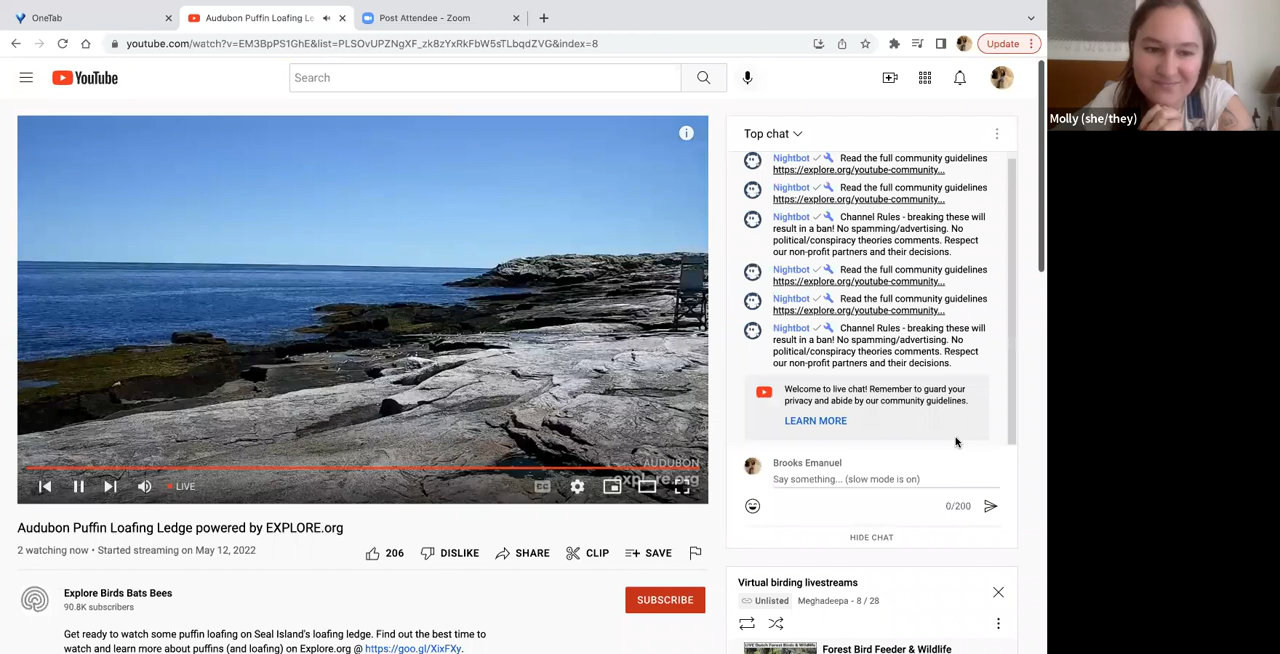 OneTab
Audubon Puffin Loafing Le
Post Attendee - Zoom
youtube.com/watch?v=EM3BpPS1GhE&list=PLSOvUPZNgXF_zk8zYxRkFbW5sTLbqdZVG&index=8
Update
YouTube
Search
Molly (she/they)
Top chat
Nightbot Read the full community guidelines
https://explore.org/youtube-community...
Nightbot Read the full community guidelines
https://explore.org/youtube-community...
Nightbot Channel Rules - breaking these will
result in a ban! No spamming/advertising. No
political/conspiracy theories comments. Respect
our non-profit partners and their decisions.
Nightbot Read the full community guidelines
https://explore.org/youtube-community...
Nightbot Read the full community guidelines
https://explore.org/youtube-community...
Nightbot Channel Rules - breaking these will
result in a ban! No spamming/advertising. No
political/conspiracy theories comments. Respect
our non-profit partners and their decisions.
Welcome to live chat! Remember to guard your
privacy and abide by our community guidelines.
LEARN MORE
Brooks Emanuel
Say something... (slow mode is on)
0/200
HIDE CHAT
AUDUBON
explore.org
LIVE
CC
Audubon Puffin Loafing Ledge powered by EXPLORE.org
2 watching now • Started streaming on May 12, 2022
206
DISLIKE
SHARE
CLIP
SAVE
Explore Birds Bats Bees
90.8K subscribers
SUBSCRIBE
Get ready to watch some puffin loafing on Seal Island's loafing ledge. Find out the best time to
watch and learn more about puffins (and loafing) on Explore.org @ https://goo.gl/XixFXy.
Virtual birding livestreams
Unlisted Meghadeepa - 8 / 28
Forest Bird Feeder & Wildlife